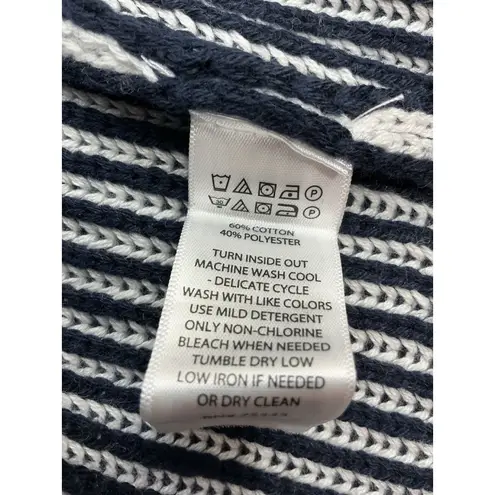 P
30 P
60% COTTON
40% POLYESTER
TURN INSIDE OUT
MACHINE WASH COOL
- DELICATE CYCLE
WASH WITH LIKE COLORS
USE MILD DETERGENT
ONLY NON-CHLORINE
BLEACH WHEN NEEDED
TUMBLE DRY LOW
LOW IRON IF NEEDED
OR DRY CLEAN